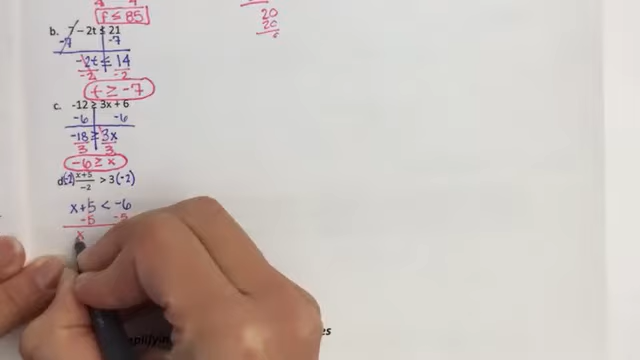 f ≤ 85
20
20
b. 7 - 2t ≤ 21
-7 -7
-2t ≤ 14
-2 -2
t ≥ -7
c. -12 ≥ 3x + 6
-6 -6
-18 ≥ 3x
3 3
-6 ≥ x
d. (-2) x+5 / -2 > 3 (-2)
x+5 < -6
-5 -5
x